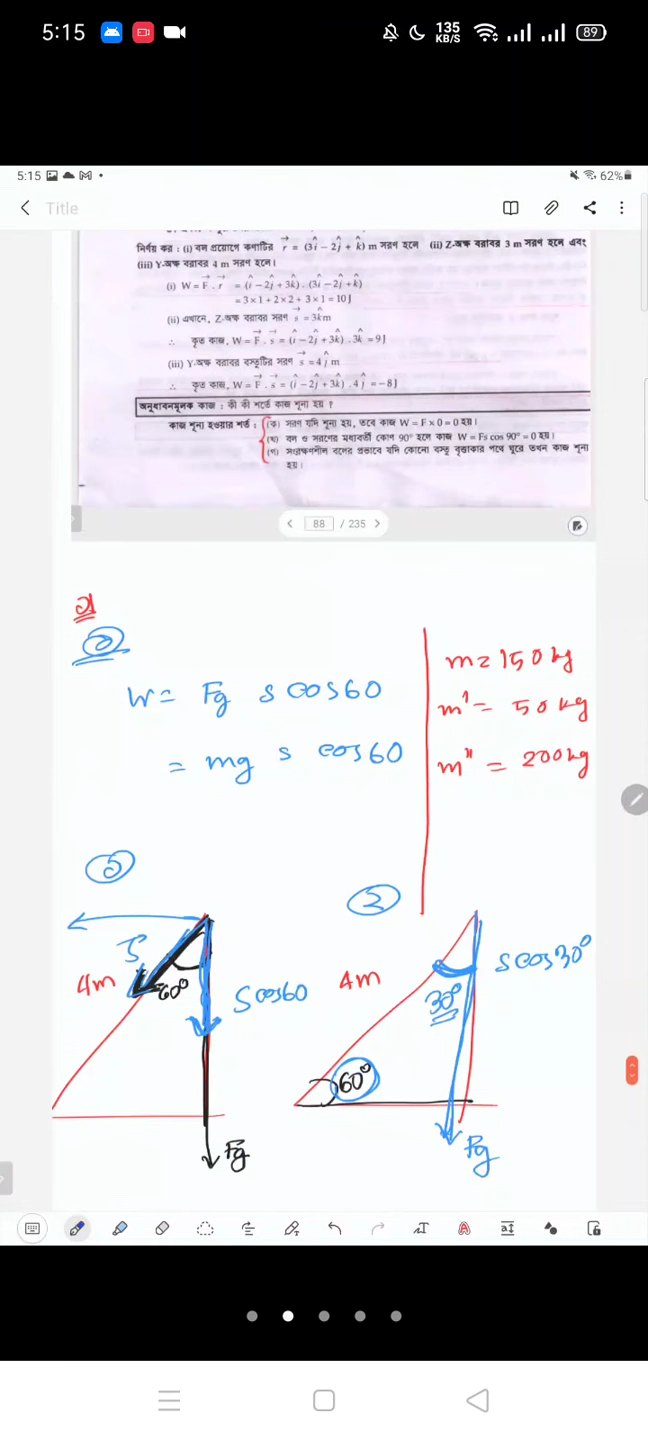 5:15
135 KB/S
89
5:15
62%
Title
নির্ণয় কর : (i) বল প্রয়োগে কণাটির r⃗ = (3î − 2ĵ + k̂) m সরণ হলে (ii) Z-অক্ষ বরাবর 3 m সরণ হলে এবং
(iii) Y-অক্ষ বরাবর 4 m সরণ হলে।
(i) W = F⃗ . r⃗ = (î − 2ĵ + 3k̂) . (3î − 2ĵ + k̂)
= 3 × 1 + 2 × 2 + 3 × 1 = 10 J
(ii) এখানে, Z-অক্ষ বরাবর সরণ s⃗ = 3k̂ m
∴ কৃত কাজ, W = F⃗ . s⃗ = (î − 2ĵ + 3k̂) . 3k̂ = 9J
(iii) Y-অক্ষ বরাবর বস্তুটির সরণ s⃗ = 4ĵ m
∴ কৃত কাজ, W = F⃗ . s⃗ = (î − 2ĵ + 3k̂) . 4ĵ = −8J
অনুধাবনমূলক কাজ : কী কী শর্তে কাজ শূন্য হয় ?
কাজ শূন্য হওয়ার শর্ত : (ক) সরণ যদি শূন্য হয়, তবে কাজ W = F × 0 = 0 হয়।
(খ) বল ও সরণের মধ্যবর্তী কোণ 90° হলে কাজ W = Fs cos 90° = 0 হয়।
(গ) সংরক্ষণশীল বলের প্রভাবে যদি কোনো বস্তু বৃত্তাকার পথে ঘুরে তখন কাজ শূন্য
হয়।
88 / 235
W = Fg s cos60
= mg s cos60
m = 150 kg
m' = 50 kg
m" = 200 kg
4m
60°
S cos60
Fg
২
4m
30°
S cos30°
60°
Fg